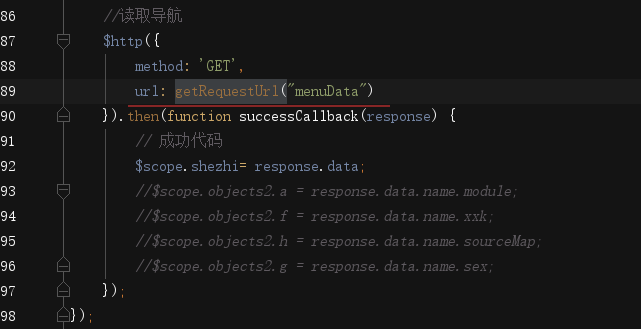 86 //读取导航
87 $http({
88 method: 'GET',
89 url: getRequestUrl("menuData")
90 }).then(function successCallback(response) {
91 // 成功代码
92 $scope.shezhi= response.data;
93 //$scope.objects2.a = response.data.name.module;
94 //$scope.objects2.f = response.data.name.xxk;
95 //$scope.objects2.h = response.data.name.sourceMap;
96 //$scope.objects2.g = response.data.name.sex;
97 });
98 });